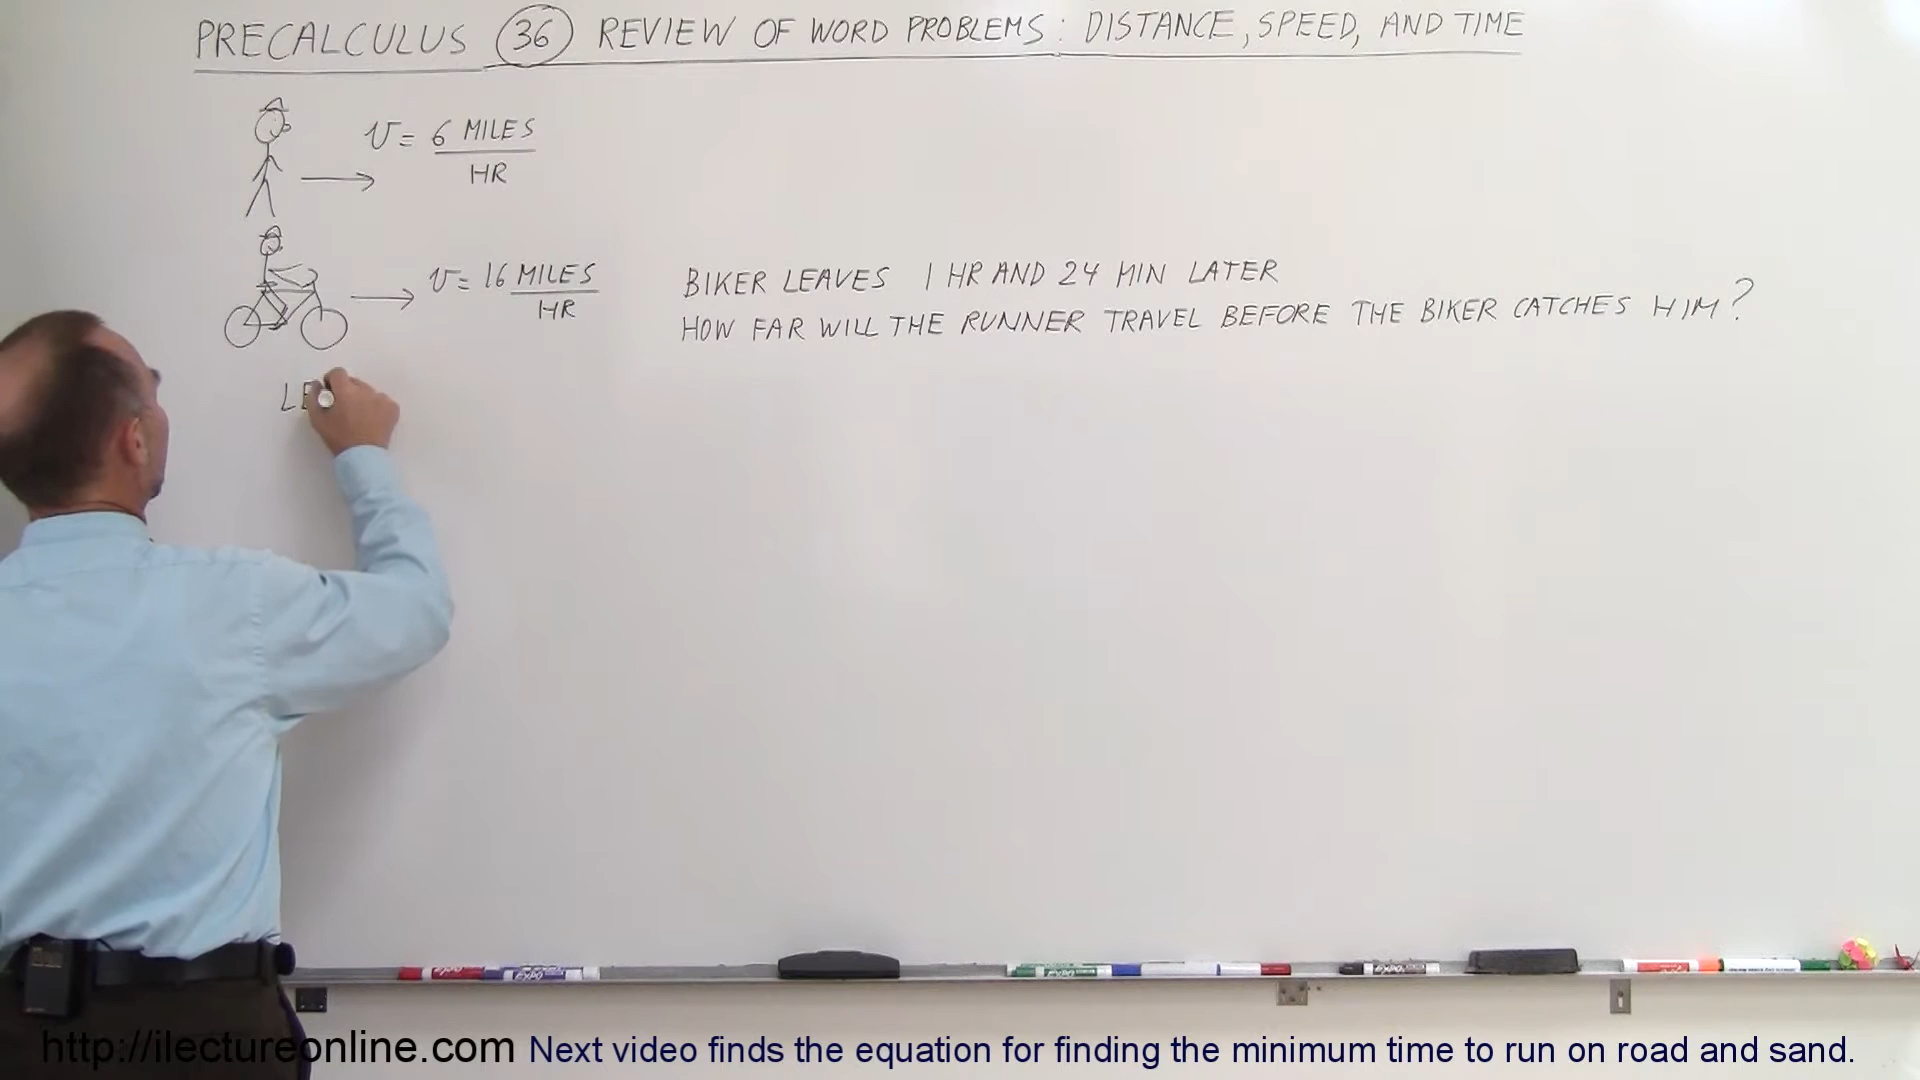 PRECALCULUS 36 REVIEW OF WORD PROBLEMS: DISTANCE, SPEED, AND TIME
V = 6 MILES
HR
V = 16 MILES
HR
BIKER LEAVES 1 HR AND 24 MIN LATER
HOW FAR WILL THE RUNNER TRAVEL BEFORE THE BIKER CATCHES HIM?
LE
http://ilectureonline.com Next video finds the equation for finding the minimum time to run on road and sand.